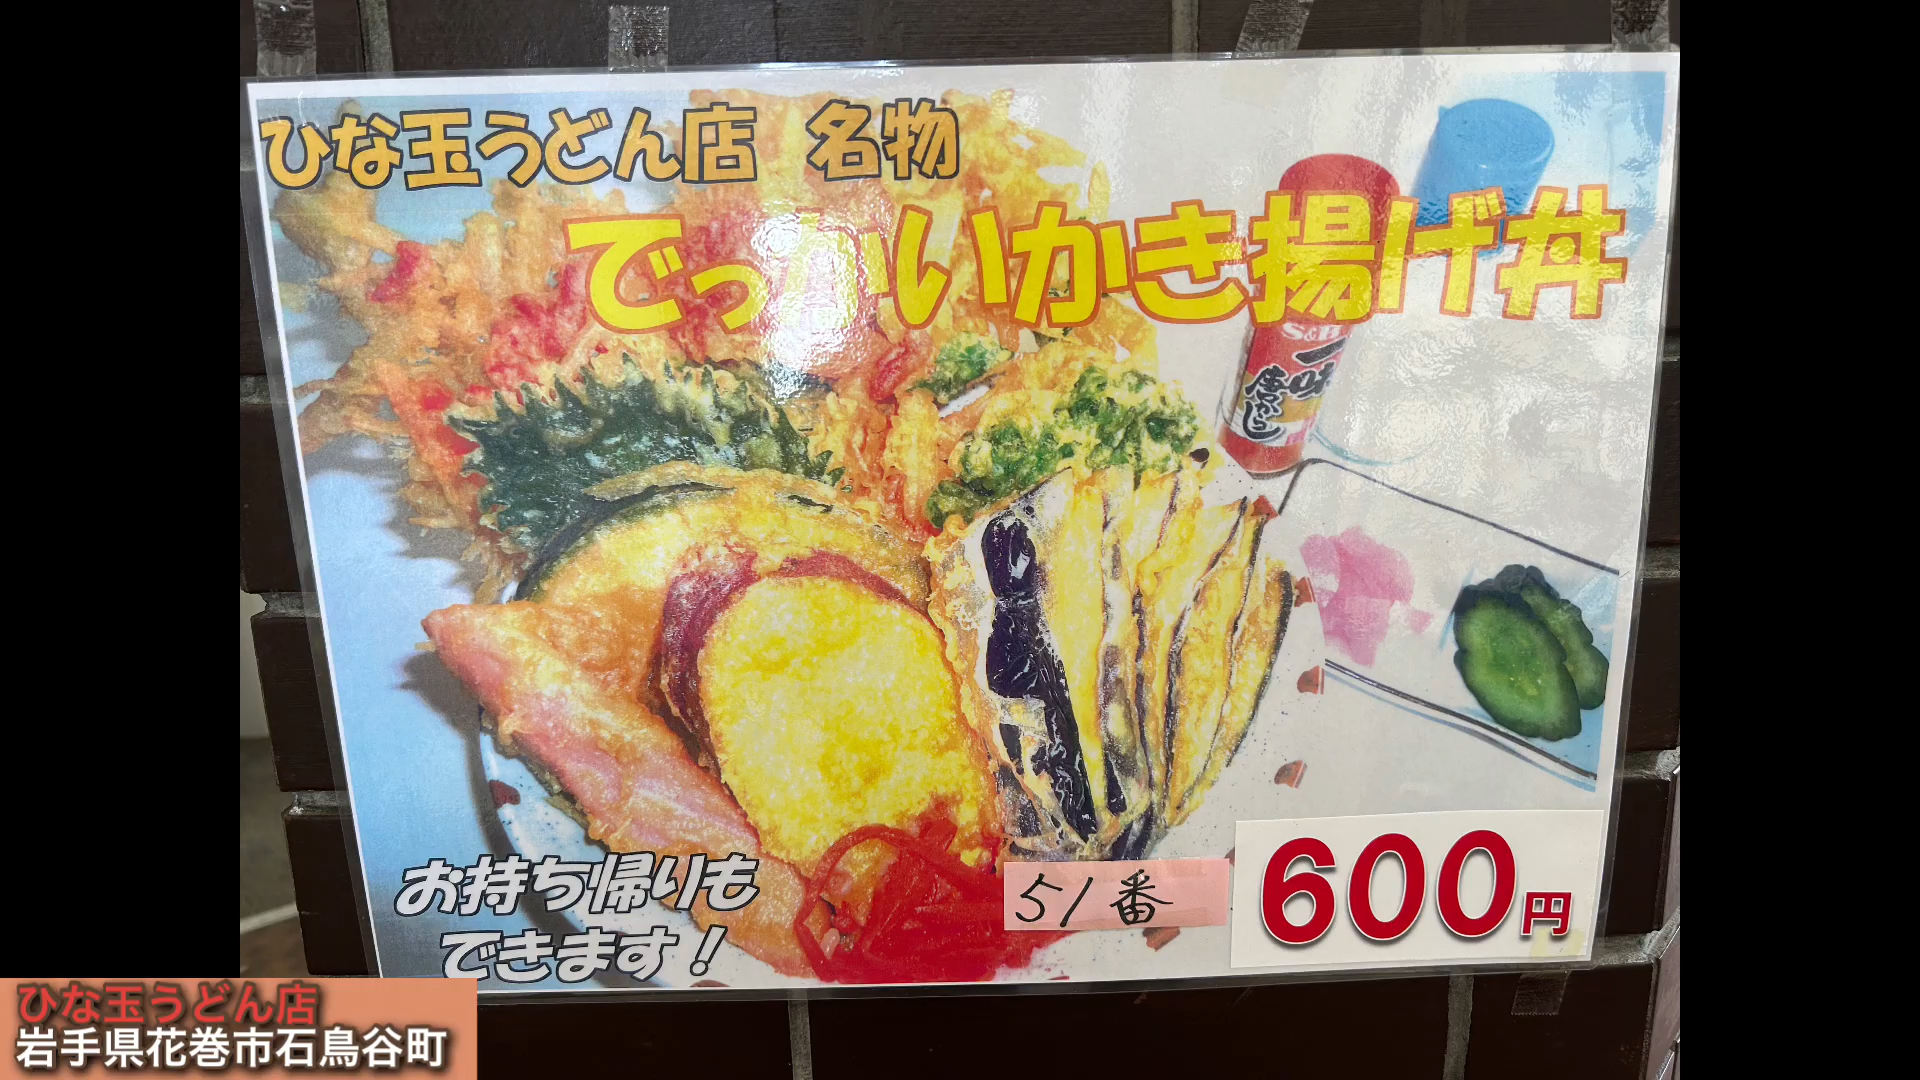 ひな玉うどん店 名物
でっかいかき揚げ丼
S&B
一味
唐がらし
お持ち帰りも
できます!
51番
600円
ひな玉うどん店
岩手県花巻市石鳥谷町